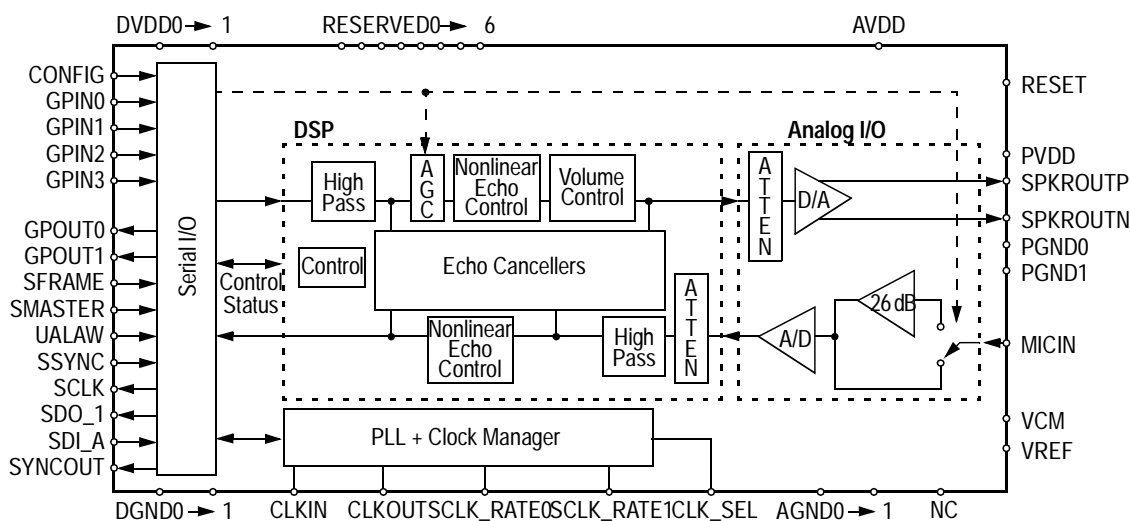 DVDD0 → 1
RESERVED0 → 6
AVDD
CONFIG
GPIN0
GPIN1
GPIN2
GPIN3
GPOUT0
GPOUT1
SFRAME
SMASTER
UALAW
SSYNC
SCLK
SDO_1
SDI_A
SYNCOUT
Serial I/O
Control
Status
DSP
High
Pass
AGC
Nonlinear
Echo
Control
Volume
Control
Control
Echo Cancellers
Nonlinear
Echo
Control
High
Pass
ATTEN
PLL + Clock Manager
Analog I/O
ATTEN
D/A
26 dB
A/D
RESET
PVDD
SPKROUTP
SPKROUTN
PGND0
PGND1
MICIN
VCM
VREF
DGND0 → 1
CLKIN
CLKOUT
SCLK_RATE0
SCLK_RATE1
CLK_SEL
AGND0 → 1
NC